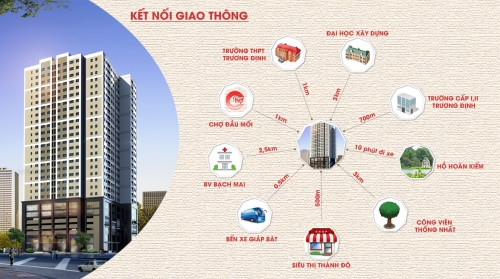 KẾT NỐI GIAO THÔNG
ĐẠI HỌC XÂY DỰNG
TRƯỜNG THPT
TRƯƠNG ĐỊNH
1km
2km
TRƯỜNG CẤP I,II
TRƯƠNG ĐỊNH
CHỢ ĐẦU MỐI
1km
700m
BV BẠCH MAI
2,5km
10 phút đi xe
HỒ HOÀN KIẾM
BẾN XE GIÁP BÁT
0,5km
600m
3km
CÔNG VIÊN
THỐNG NHẤT
SIÊU THỊ THÀNH ĐÔ